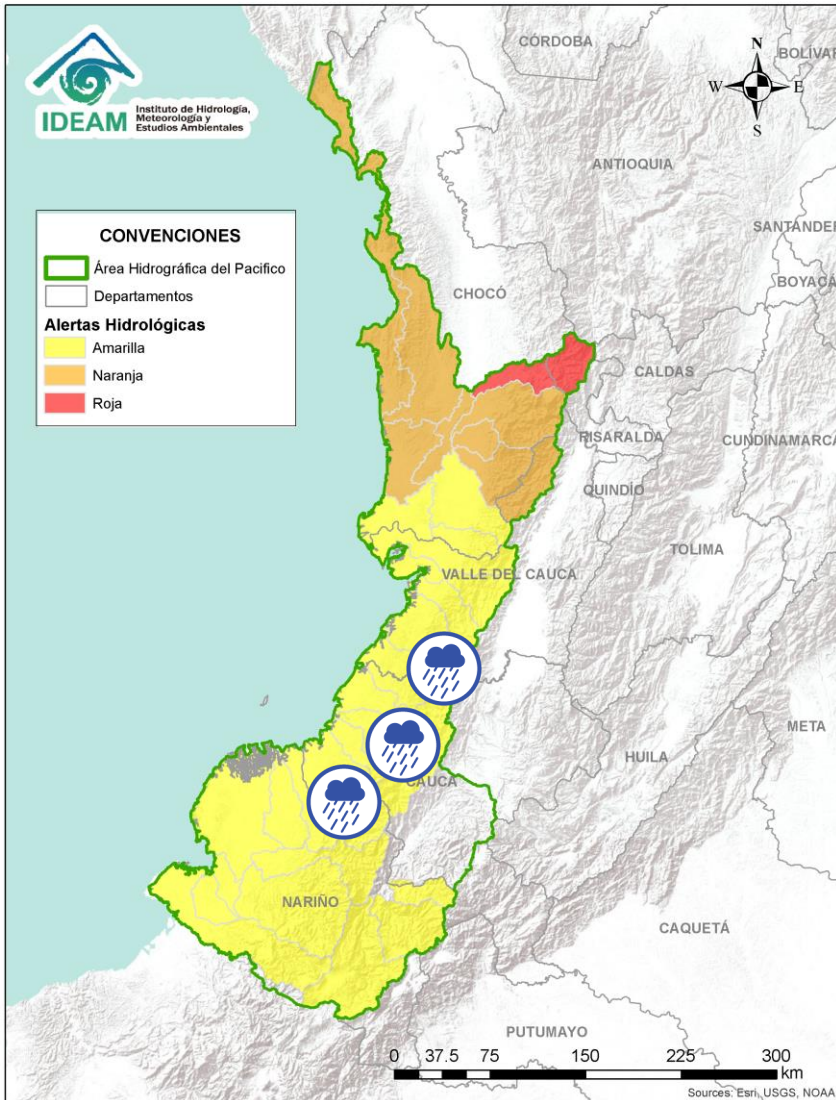 CÓRDOBA
BOLÍVAR
N
W E
S
IDEAM Instituto de Hidrología,
Meteorología y
Estudios Ambientales
ANTIOQUIA
SANTANDER
CONVENCIONES
Área Hidrográfica del Pacifico
Departamentos
Alertas Hidrológicas
Amarilla
Naranja
Roja
BOYACÁ
CHOCÓ
CALDAS
RISARALDA
CUNDINAMARCA
QUINDÍO
TOLIMA
VALLE DEL CAUCA
META
HUILA
CAUCA
NARIÑO
CAQUETÁ
PUTUMAYO
0 37.5 75 150 225 300
km
Sources: Esri, USGS, NOAA